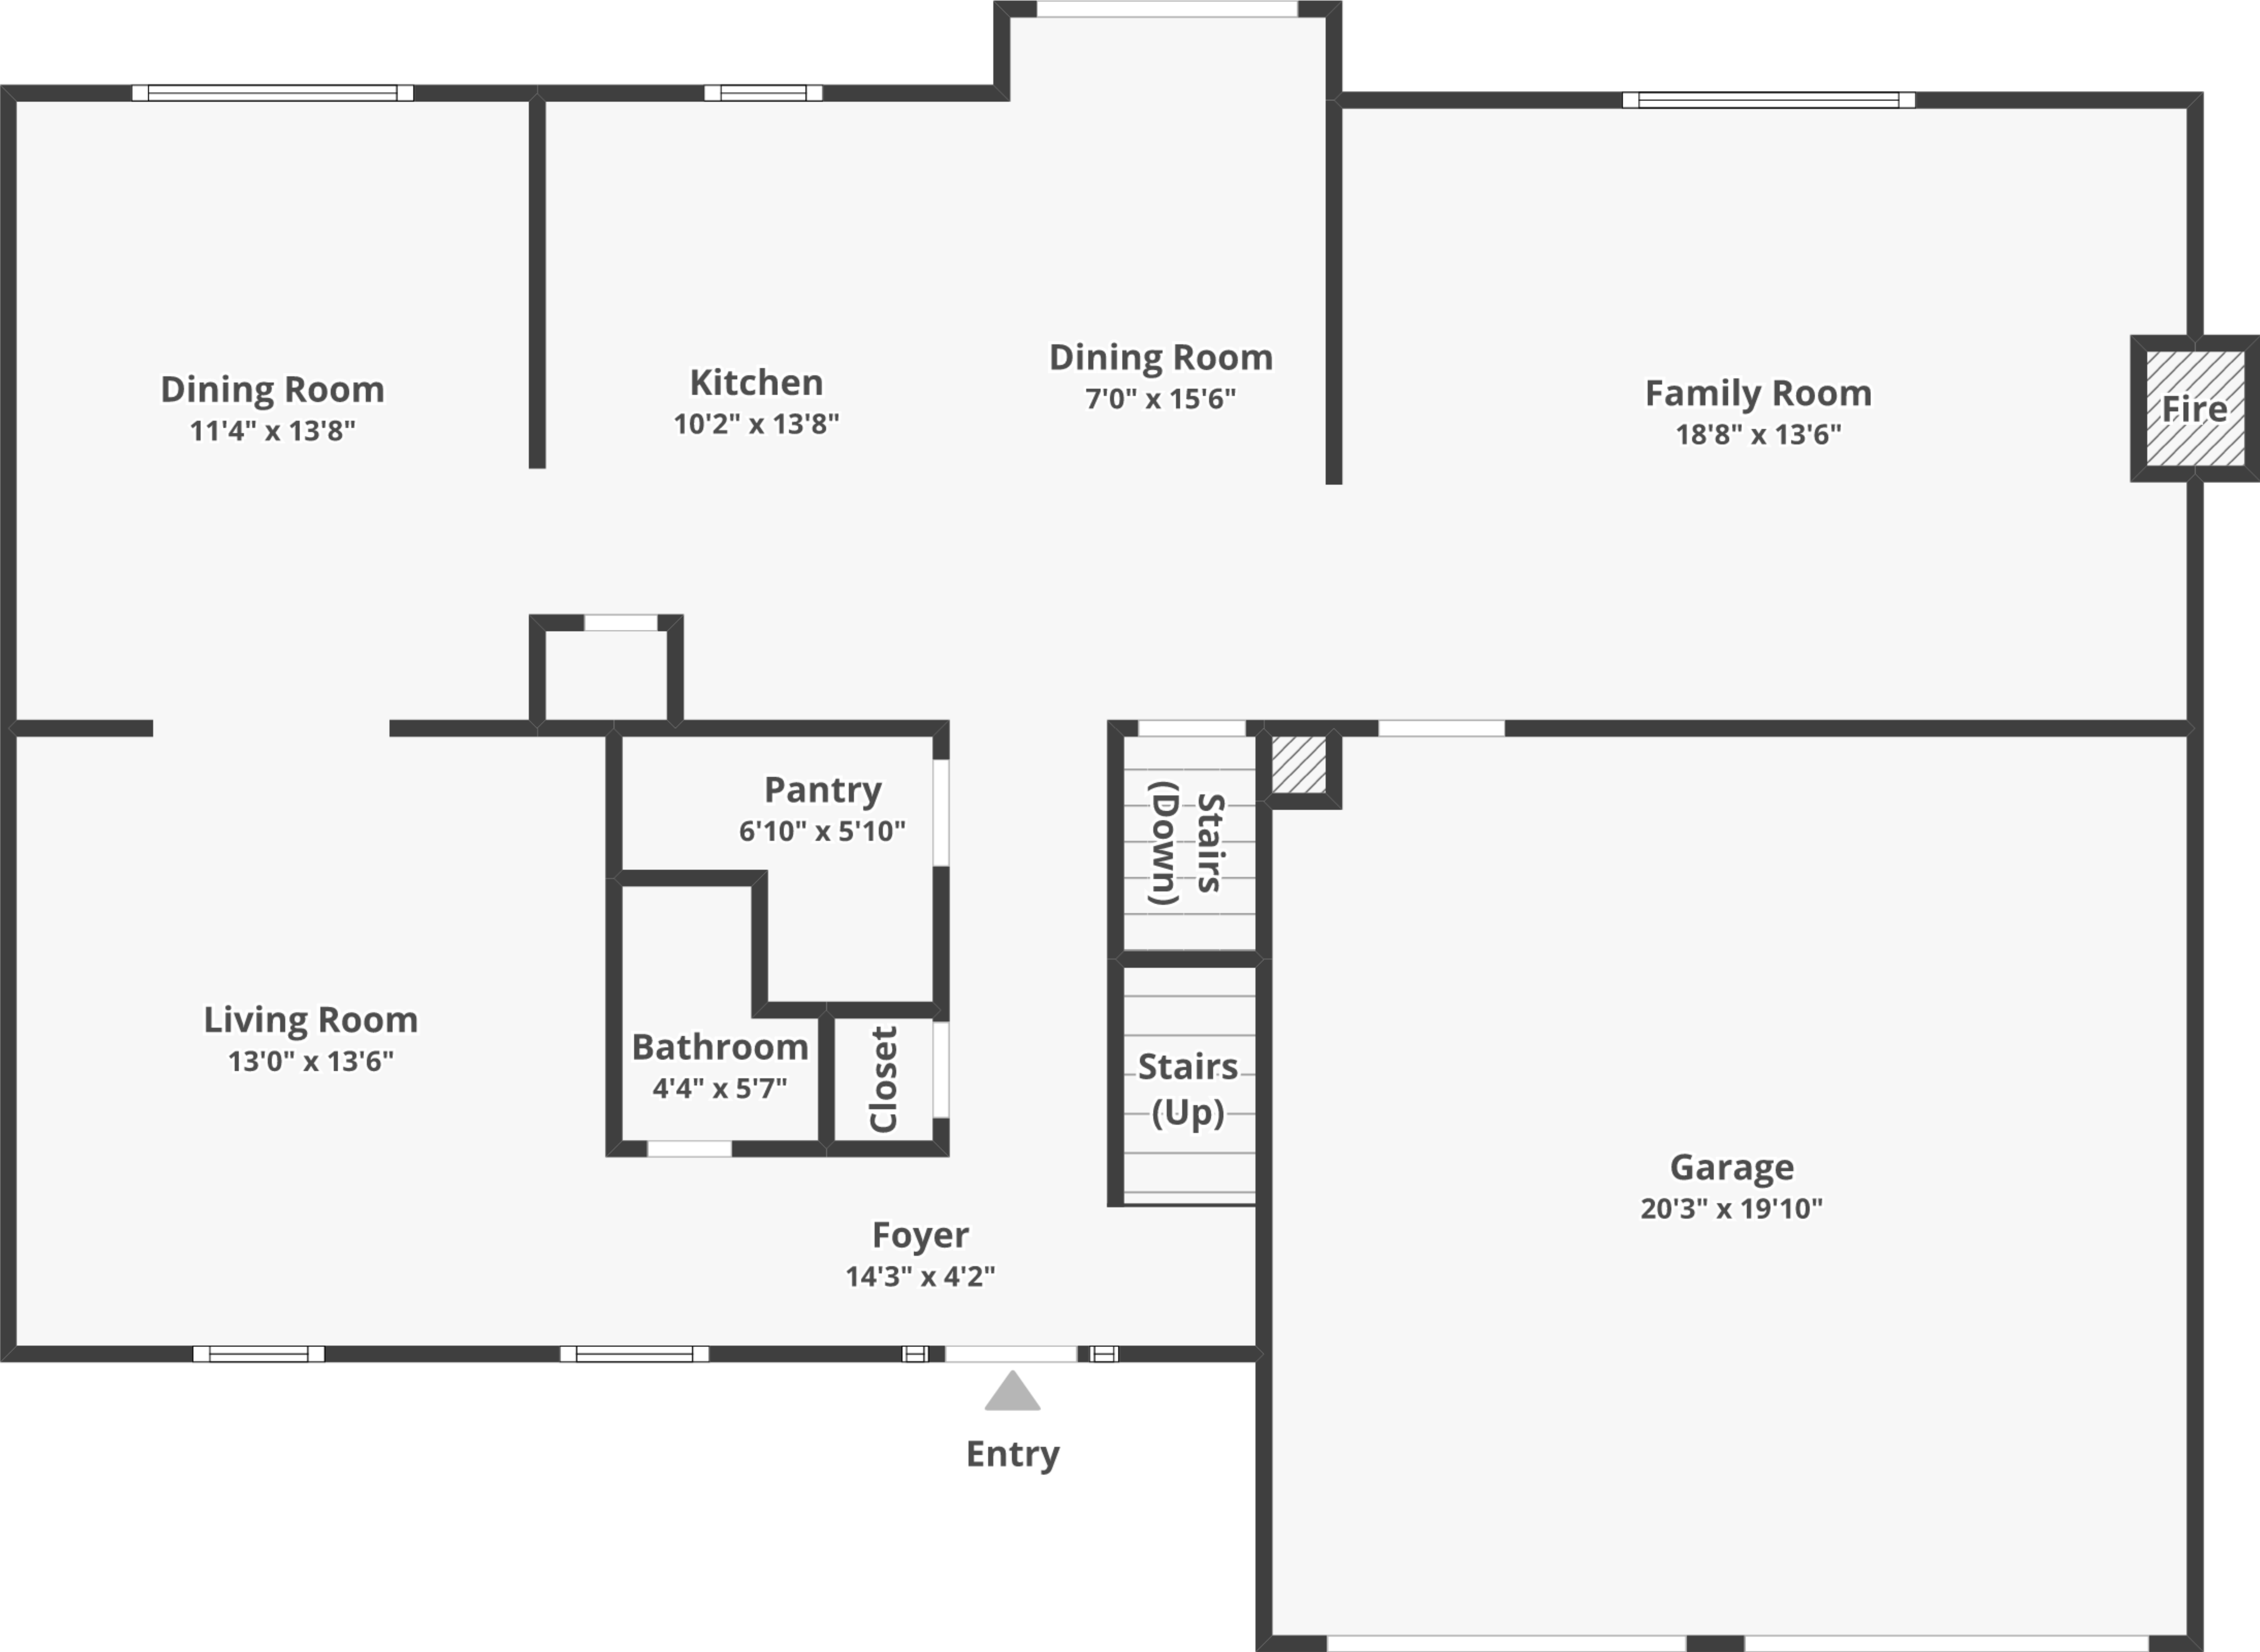 Dining Room
11'4" x 13'8"
Kitchen
10'2" x 13'8"
Dining Room
7'0" x 15'6"
Family Room
18'8" x 13'6"
Fire
Pantry
6'10" x 5'10"
Stairs
(Down)
Living Room
13'0" x 13'6"
Bathroom
4'4" x 5'7"
Closet
Stairs
(Up)
Garage
20'3" x 19'10"
Foyer
14'3" x 4'2"
Entry